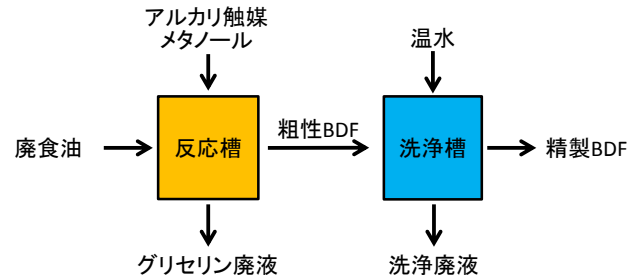 アルカリ触媒
メタノール
温水
廃食油
反応槽
粗性BDF
洗浄槽
精製BDF
グリセリン廃液
洗浄廃液